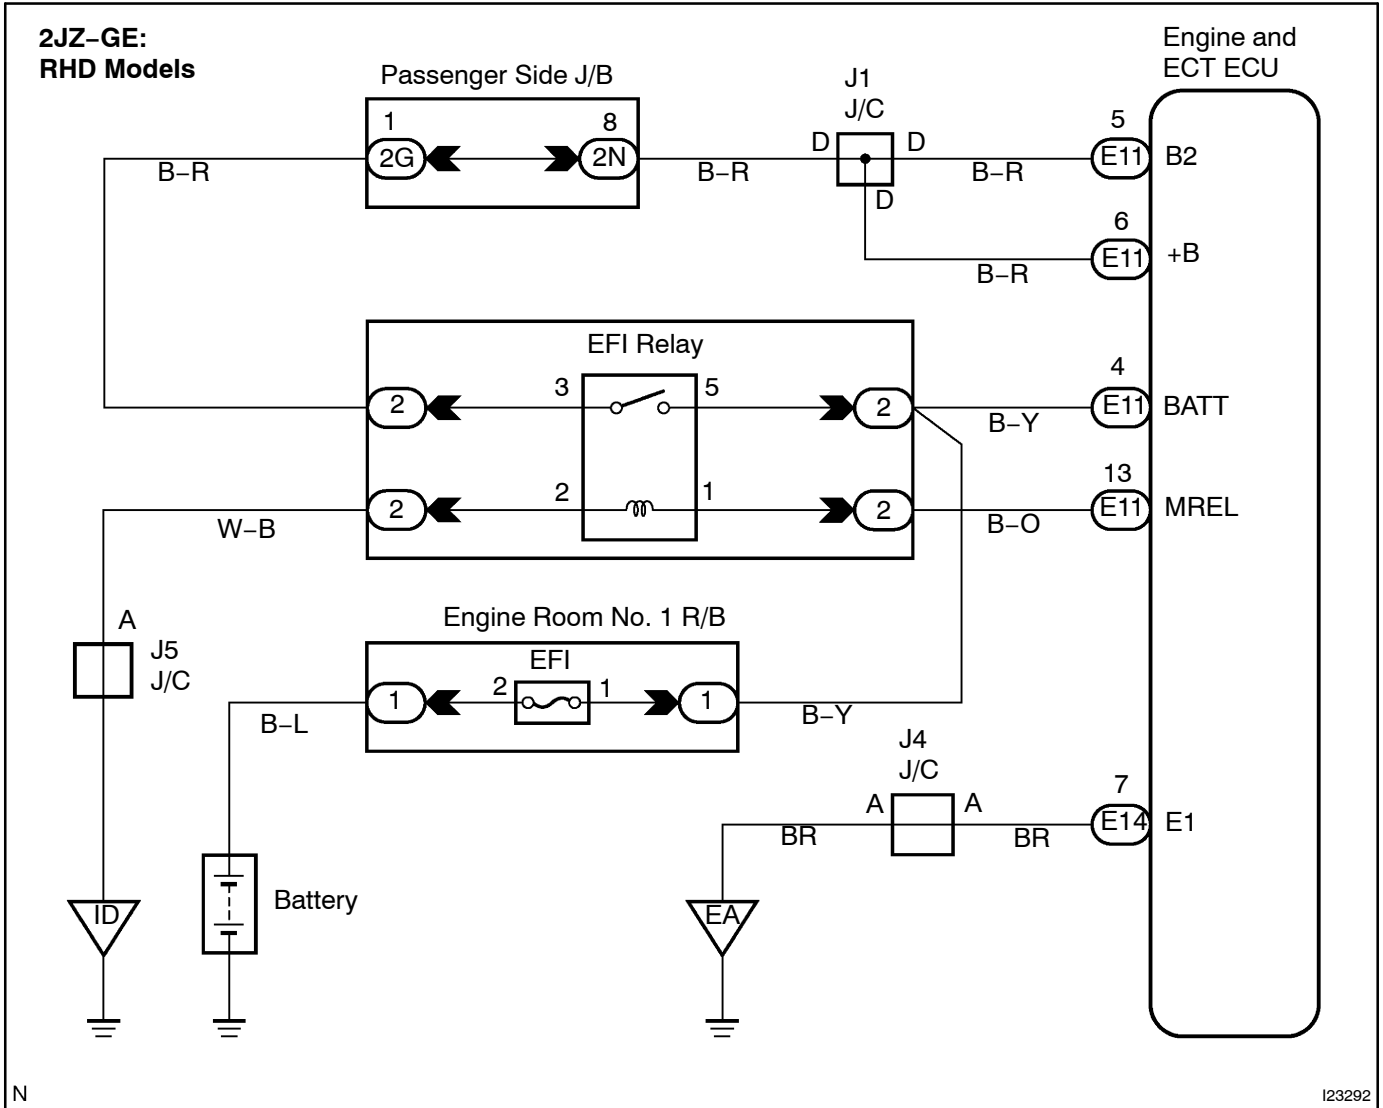 2JZ−GE:
RHD Models
Engine and
ECT ECU
Passenger Side J/B
J1
J/C
1
8
5
2G
2N
D
D
E11
B2
B−R
B−R
B−R
D
6
E11
+B
B−R
EFI Relay
4
3
5
2
2
E11
BATT
B−Y
13
2
1
2
2
E11
MREL
W−B
B−O
A
J5
J/C
Engine Room No. 1 R/B
EFI
2
1
1
1
B−L
B−Y
J4
J/C
7
A
A
E14
E1
BR
BR
Battery
ID
EA
N
I23292